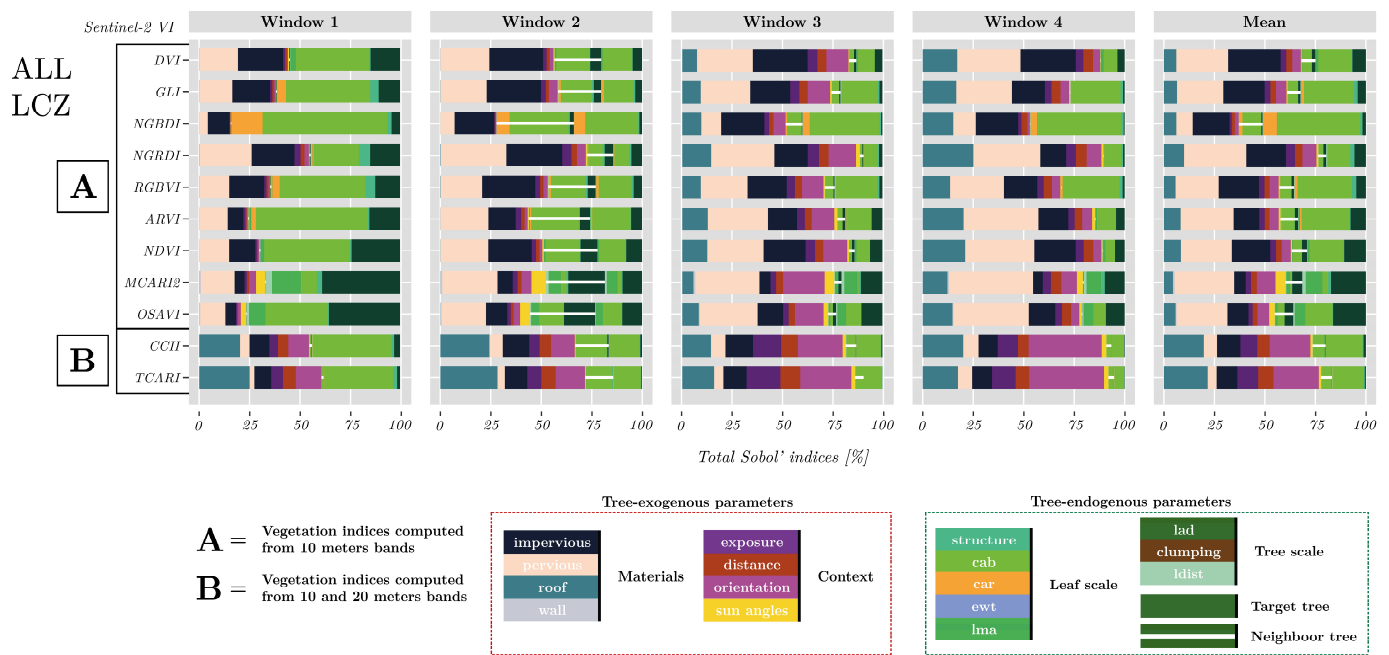 Sentinel-2 VI
Window 1
Window 2
Window 3
Window 4
Mean
ALL
LCZ
DVI
GLI
NGBDI
NGRDI
A
RGBVI
ARVI
NDVI
MCARI2
OSAVI
B
CCII
TCARI
0 25 50 75 100
0 25 50 75 100
0 25 50 75 100
0 25 50 75 100
0 25 50 75 100
Total Sobol' indices [%]
A = Vegetation indices computed
from 10 meters bands
B = Vegetation indices computed
from 10 and 20 meters bands
Tree-exogenous parameters
impervious
pervious
roof
wall
Materials
exposure
distance
orientation
sun angles
Context
Tree-endogenous parameters
structure
cab
car
ewt
lma
Leaf scale
lad
clumping
ldist
Tree scale
Target tree
Neighboor tree